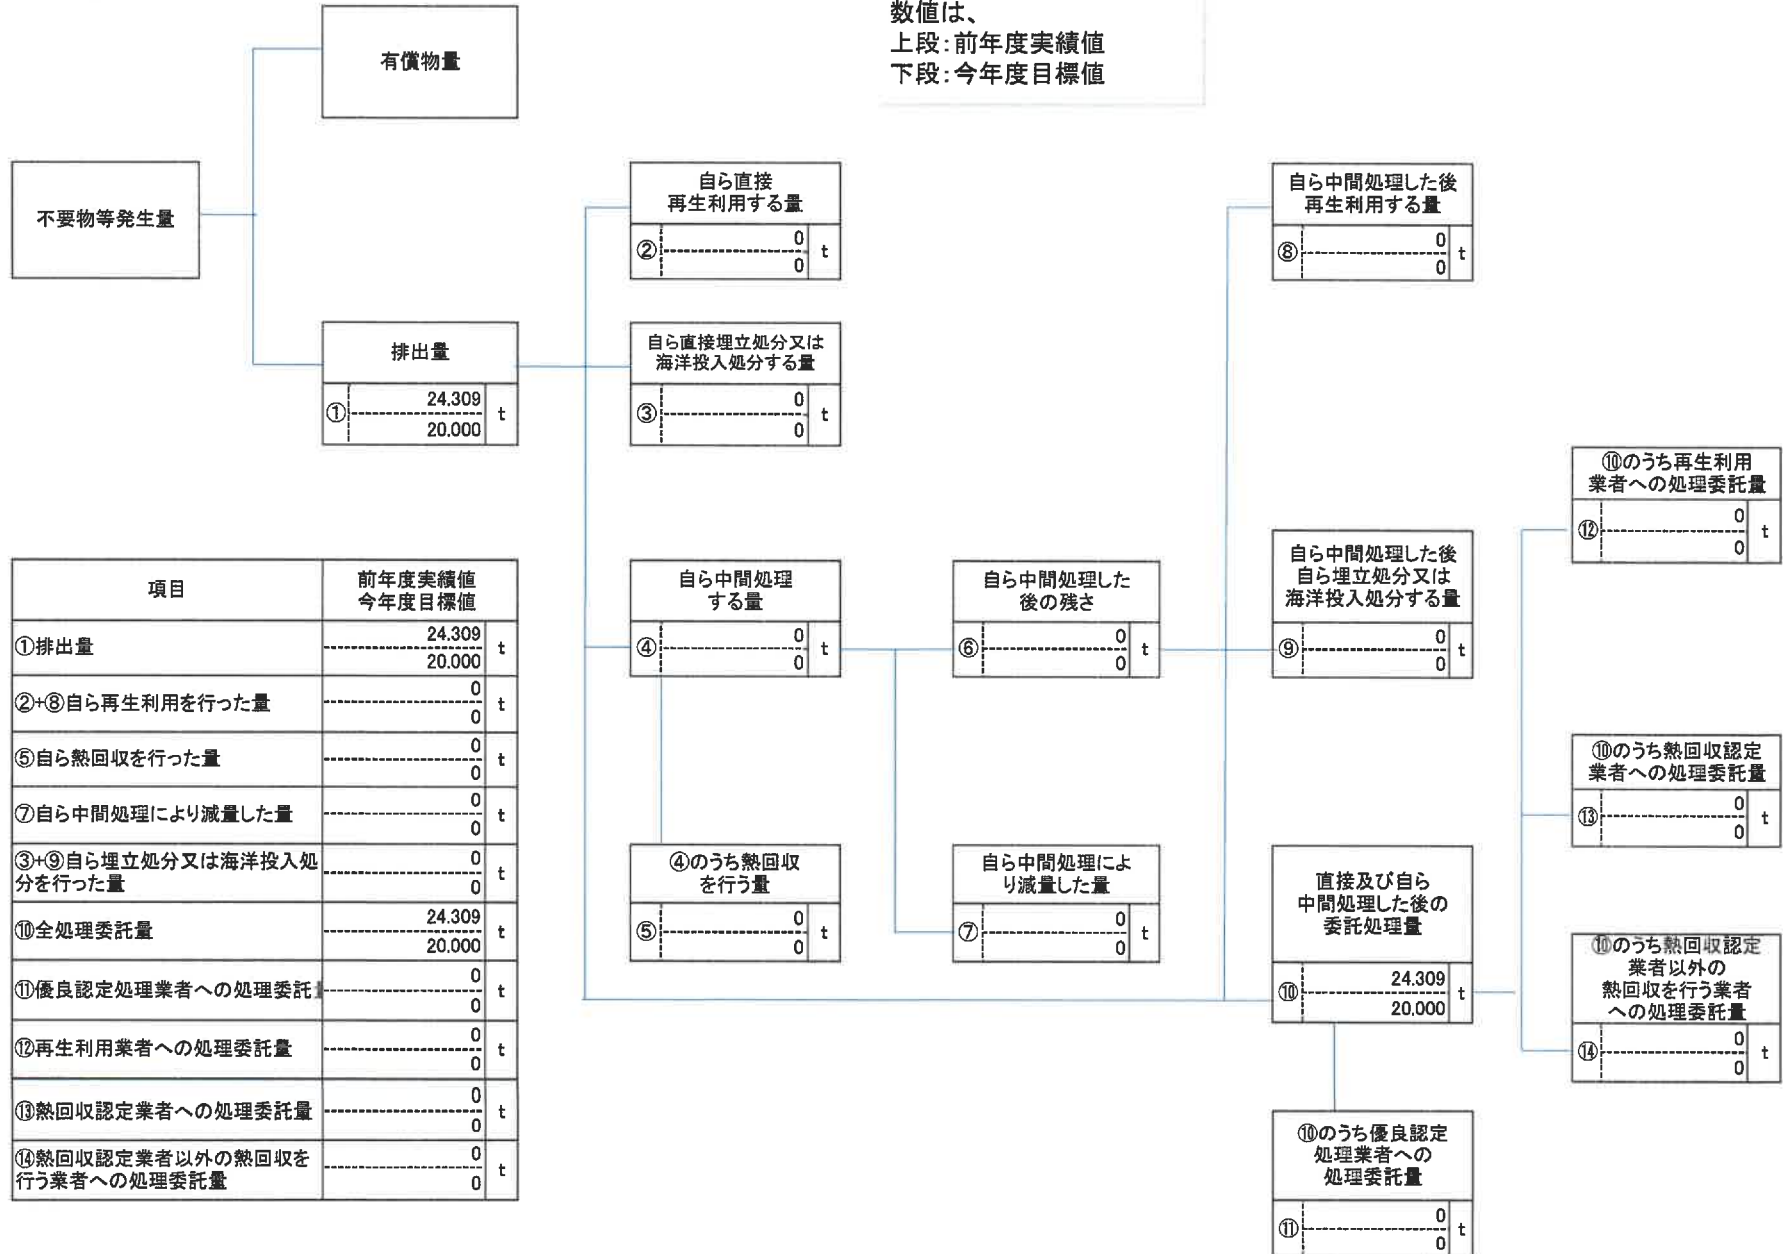 数値は、
上段:前年度実績値
下段:今年度目標値
有償物量
不要物等発生量
排出量
① 24.309 t
20.000
自ら直接
再生利用する量
② 0 t
0
自ら直接埋立処分又は
海洋投入処分する量
③ 0 t
0
自ら中間処理
する量
④ 0 t
0
④のうち熱回収
を行う量
⑤ 0 t
0
自ら中間処理した
後の残さ
⑥ 0 t
0
自ら中間処理によ
り減量した量
⑦ 0 t
0
自ら中間処理した後
再生利用する量
⑧ 0 t
0
自ら中間処理した後
自ら埋立処分又は
海洋投入処分する量
⑨ 0 t
0
直接及び自ら
中間処理した後の
委託処理量
⑩ 24.309 t
20.000
⑩のうち優良認定
処理業者への
処理委託量
⑪ 0 t
0
⑩のうち再生利用
業者への処理委託量
⑫ 0 t
0
⑩のうち熱回収認定
業者への処理委託量
⑬ 0 t
0
⑩のうち熱回収認定
業者以外の
熱回収を行う業者
への処理委託量
⑭ 0 t
0
項目 前年度実績値
今年度目標値
①排出量 24.309 t
20.000
②+⑧自ら再生利用を行った量 0 t
0
⑤自ら熱回収を行った量 0 t
0
⑦自ら中間処理により減量した量 0 t
0
③+⑨自ら埋立処分又は海洋投入処
分を行った量 0 t
0
⑩全処理委託量 24.309 t
20.000
⑪優良認定処理業者への処理委託 0 t
0
⑫再生利用業者への処理委託量 0 t
0
⑬熱回収認定業者への処理委託量 0 t
0
⑭熱回収認定業者以外の熱回収を
行う業者への処理委託量 0 t
0